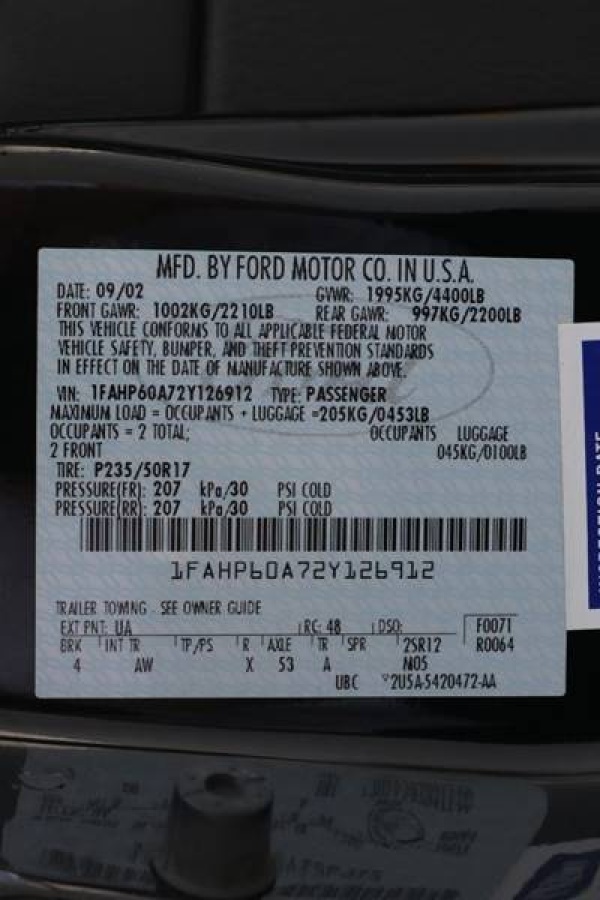 MFD. BY FORD MOTOR CO. IN U.S.A.
DATE: 09/02 GVWR: 1995KG/4400LB
FRONT GAWR: 1002KG/2210LB REAR GAWR: 997KG/2200LB
THIS VEHICLE CONFORMS TO ALL APPLICABLE FEDERAL MOTOR
VEHICLE SAFETY, BUMPER, AND THEFT PREVENTION STANDARDS
IN EFFECT ON THE DATE OF MANUFACTURE SHOWN ABOVE.
VIN: 1FAHP60A72Y126912 TYPE: PASSENGER
MAXIMUM LOAD = OCCUPANTS + LUGGAGE =205KG/0453LB
OCCUPANTS = 2 TOTAL; OCCUPANTS LUGGAGE
2 FRONT 045KG/0100LB
TIRE: P235/50R17
PRESSURE(FR): 207 kPa/30 PSI COLD
PRESSURE(RR): 207 kPa/30 PSI COLD
1FAHP60A72Y126912
TRAILER TOWING - SEE OWNER GUIDE
EXT PNT: UA RC: 48 DSO: F0071
BRK INT TR TP/PS R AXLE TR SPR 2SR12 R0064
4 AW X 53 A N05
UBC 2U5A-5420472-AA
DATE